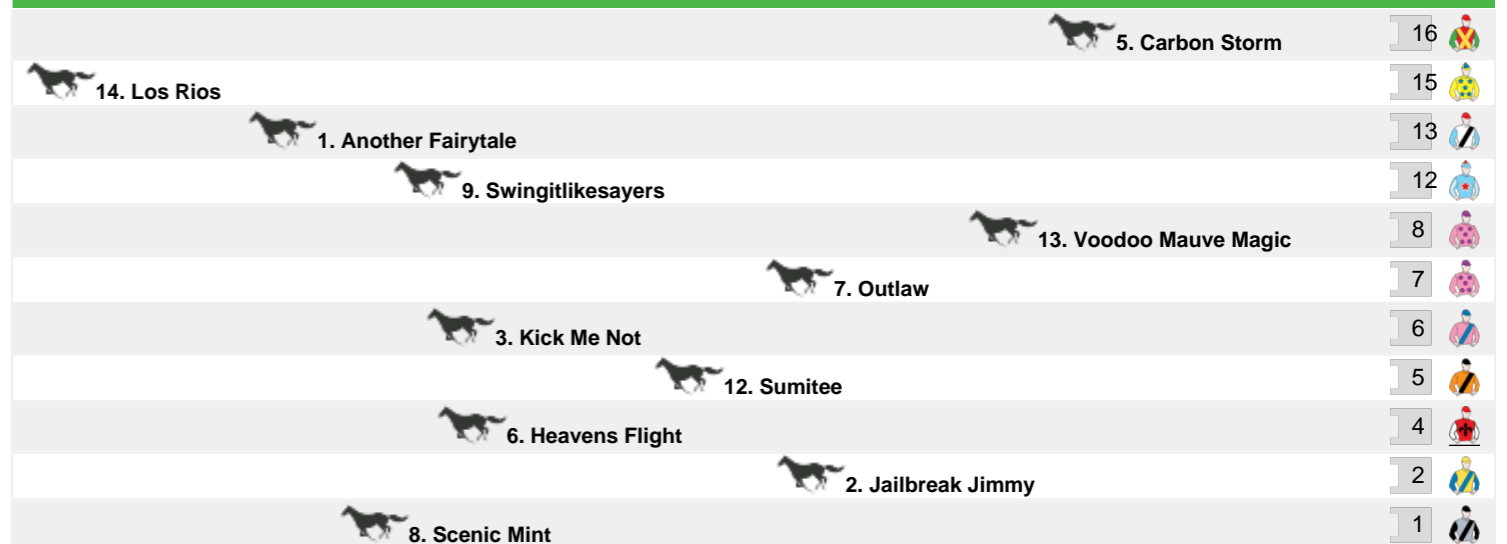 5. Carbon Storm 16
14. Los Rios 15
1. Another Fairytale 13
9. Swingitlikesayers 12
13. Voodoo Mauve Magic 8
7. Outlaw 7
3. Kick Me Not 6
12. Sumitee 5
6. Heavens Flight 4
2. Jailbreak Jimmy 2
8. Scenic Mint 1